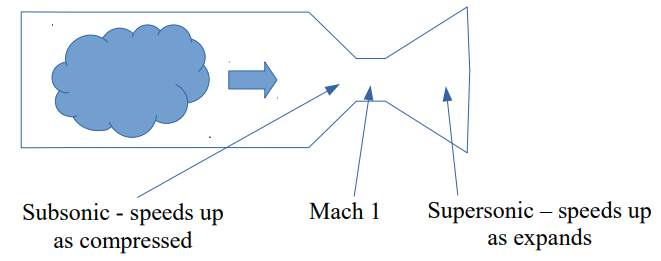 Subsonic - speeds up
as compressed
Mach 1
Supersonic – speeds up
as expands